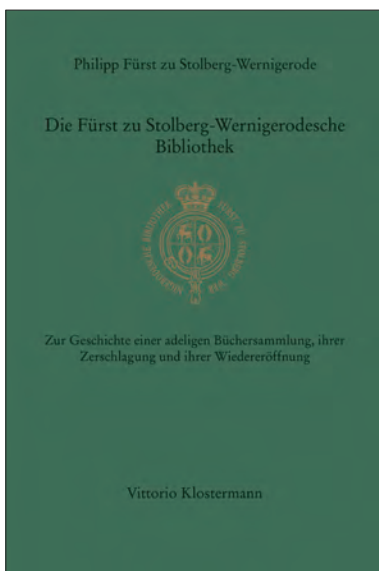 Philipp Fürst zu Stolberg-Wernigerode
Die Fürst zu Stolberg-Wernigerodesche
Bibliothek
Zur Geschichte einer adeligen Büchersammlung, ihrer
Zerschlagung und ihrer Wiedereröffnung
Vittorio Klostermann